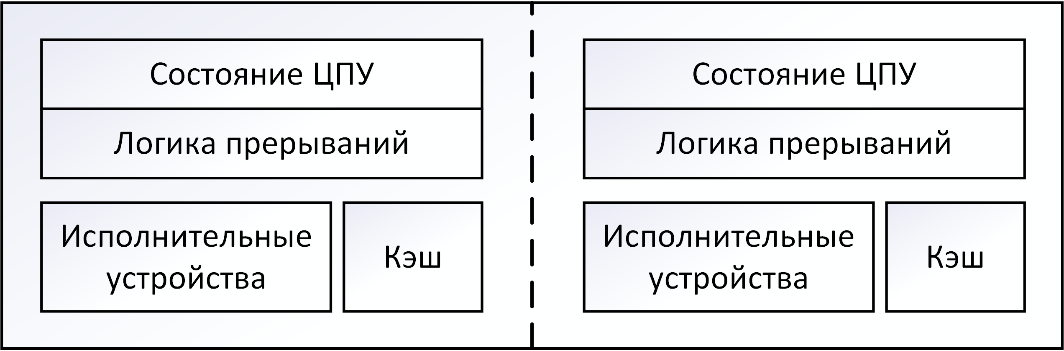 Состояние ЦПУ
Логика прерываний
Исполнительные
устройства
Кэш
Состояние ЦПУ
Логика прерываний
Исполнительные
устройства
Кэш